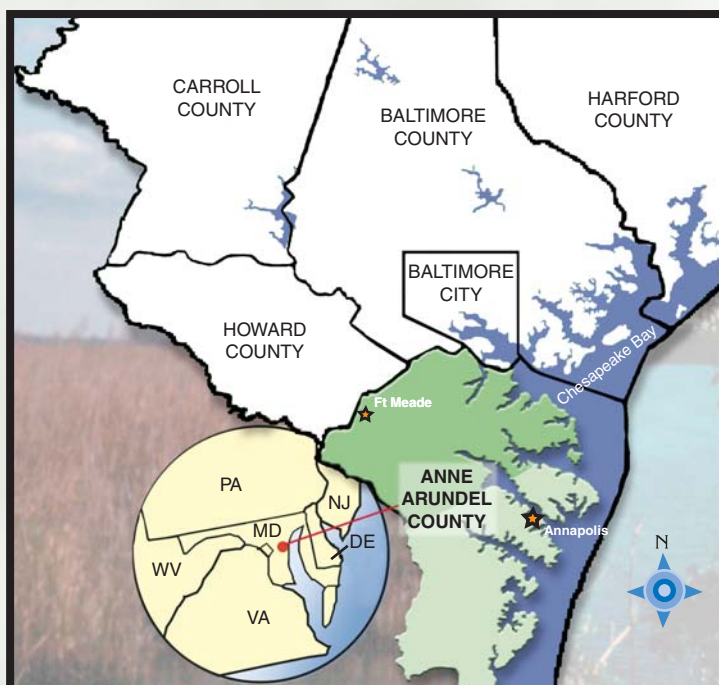 CARROLL
COUNTY
BALTIMORE
COUNTY
HARFORD
COUNTY
BALTIMORE
CITY
HOWARD
COUNTY
Chesapeake Bay
Ft Meade
ANNE
ARUNDEL
COUNTY
Annapolis
PA
NJ
MD
DE
WV
VA
N